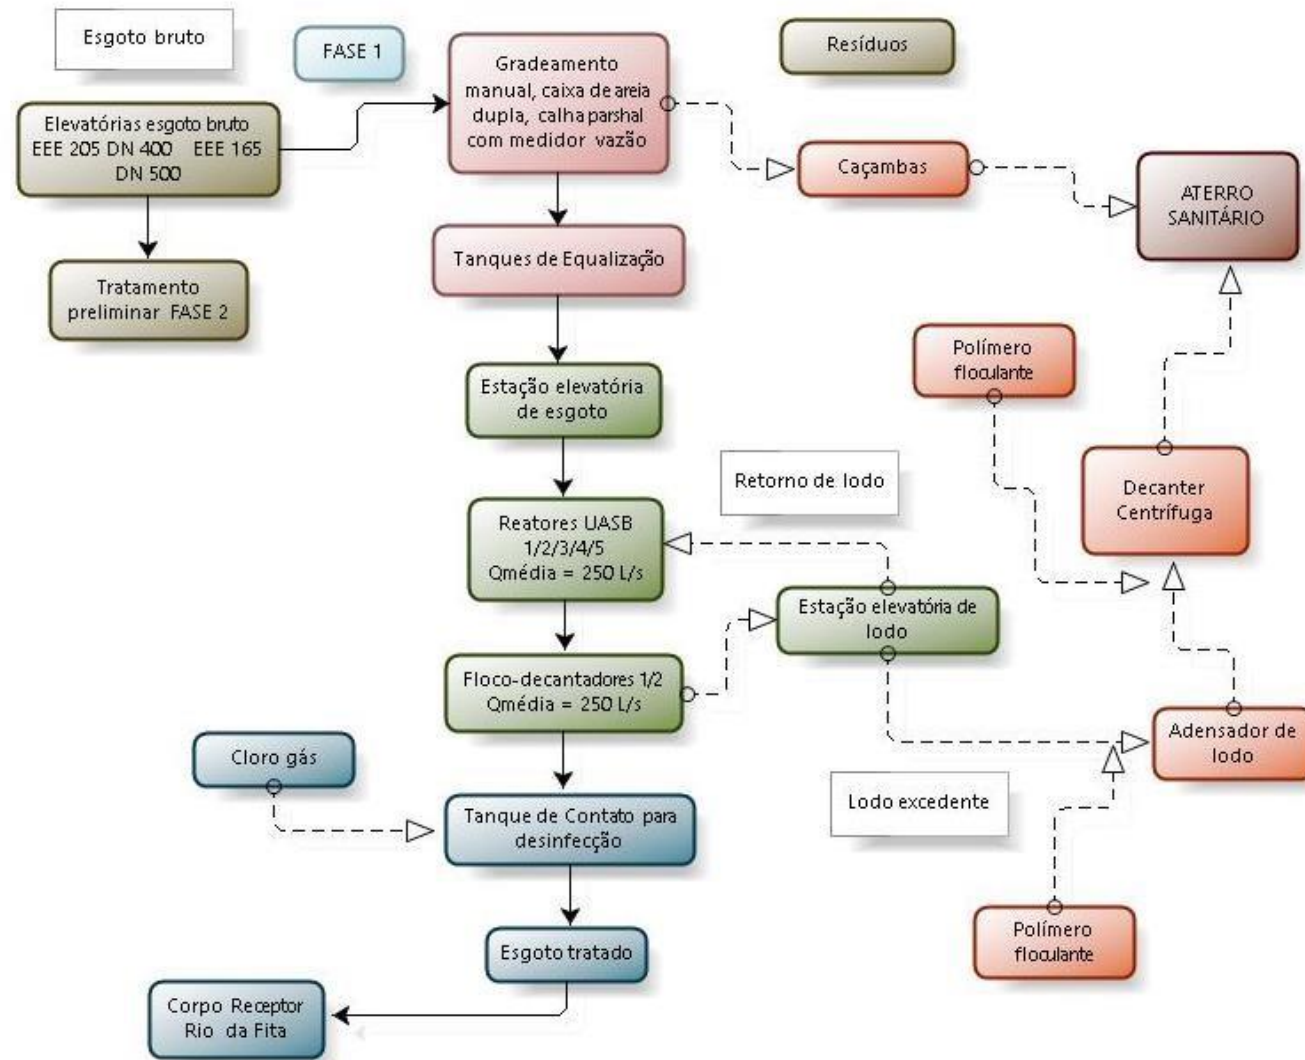 Esgoto bruto
FASE 1
Elevatórias esgoto bruto
EEE 205 DN 400 EEE 165
DN 500
Tratamento
preliminar FASE 2
Gradeamento
manual, caixa de areia
dupla, calha parshal
com medidor vazão
Resíduos
Caçambas
ATERRO
SANITÁRIO
Tanques de Equalização
Estação elevatória
de esgoto
Polímero
floculante
Retorno de lodo
Decanter
Centrífuga
Reatores UASB
1/2/3/4/5
Qmédia = 250 L/s
Estação elevatória de
lodo
Floco-decantadores 1/2
Qmédia = 250 L/s
Adensador de
lodo
Cloro gás
Lodo excedente
Tanque de Contato para
desinfecção
Polímero
floculante
Esgoto tratado
Corpo Receptor
Rio da Fita